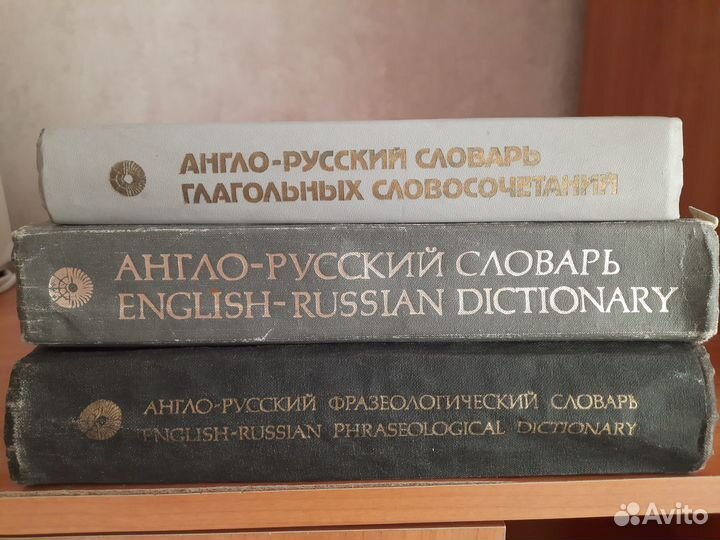 АНГЛО-РУССКИЙ СЛОВАРЬ
ГЛАГОЛЬНЫХ СЛОВОСОЧЕТАНИЙ
АНГЛО-РУССКИЙ СЛОВАРЬ
ENGLISH-RUSSIAN DICTIONARY
АНГЛО-РУССКИЙ ФРАЗЕОЛОГИЧЕСКИЙ СЛОВАРЬ
ENGLISH-RUSSIAN PHRASEOLOGICAL DICTIONARY
Avito